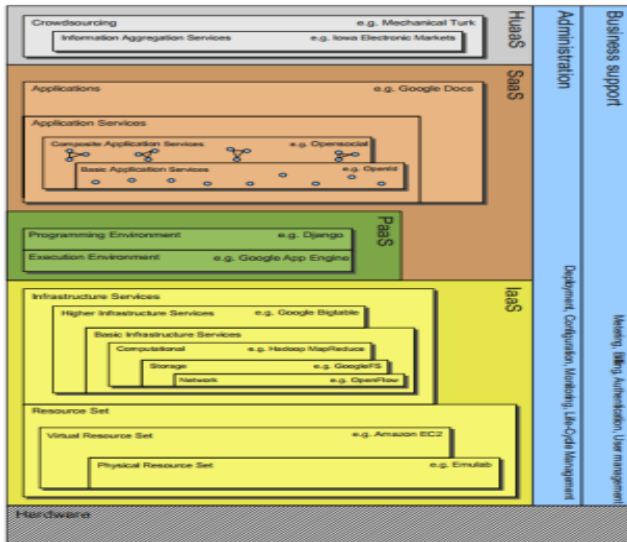 Crowdsourcing e.g. Mechanical Turk
Information Aggregation Services e.g. Iowa Electronic Markets
HuaaS
Applications e.g. Google Docs
Application Services
Composite Application Services e.g. Opensocial
Basic Application Services e.g. OpenId
SaaS
Programming Environment e.g. Django
Execution Environment e.g. Google App Engine
PaaS
Infrastructure Services
Higher Infrastructure Services e.g. Google Bigtable
Basic Infrastructure Services
Computational e.g. Hadoop MapReduce
Storage e.g. GoogleFS
Network e.g. OpenFlow
Resource Set
Virtual Resource Set e.g. Amazon EC2
Physical Resource Set e.g. Emulab
IaaS
Hardware
Administration
Deployment, Configuration, Monitoring, Life-Cycle Management
Business support
Metering, Billing, Authentication, User management